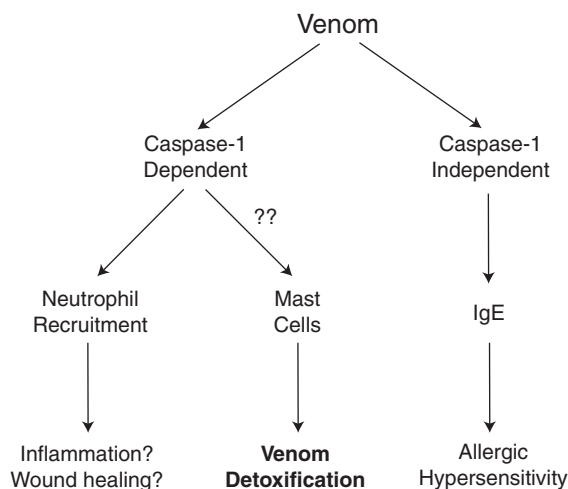 Venom
Caspase-1
Dependent
Caspase-1
Independent
??
Neutrophil
Recruitment
Mast
Cells
IgE
Inflammation?
Wound healing?
Venom
Detoxification
Allergic
Hypersensitivity